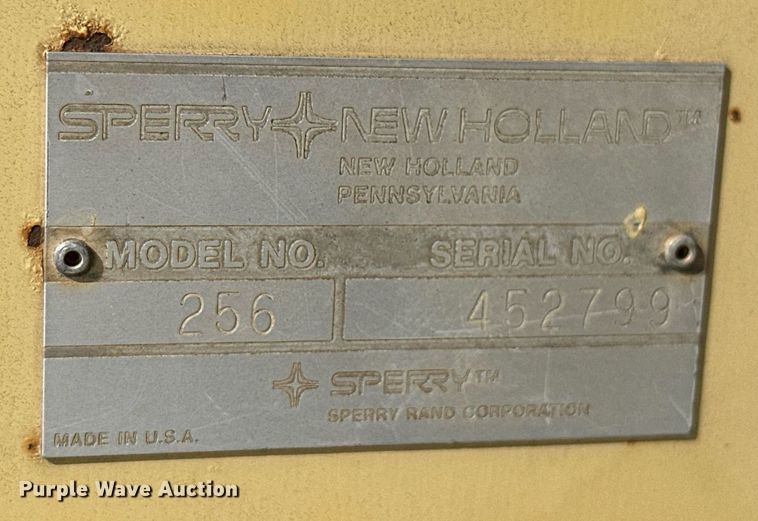 SPERRY NEW HOLLAND™
NEW HOLLAND
PENNSYLVANIA
MODEL NO. SERIAL NO.
256 452799
SPERRY™
SPERRY RAND CORPORATION
MADE IN U.S.A.
Purple Wave Auction